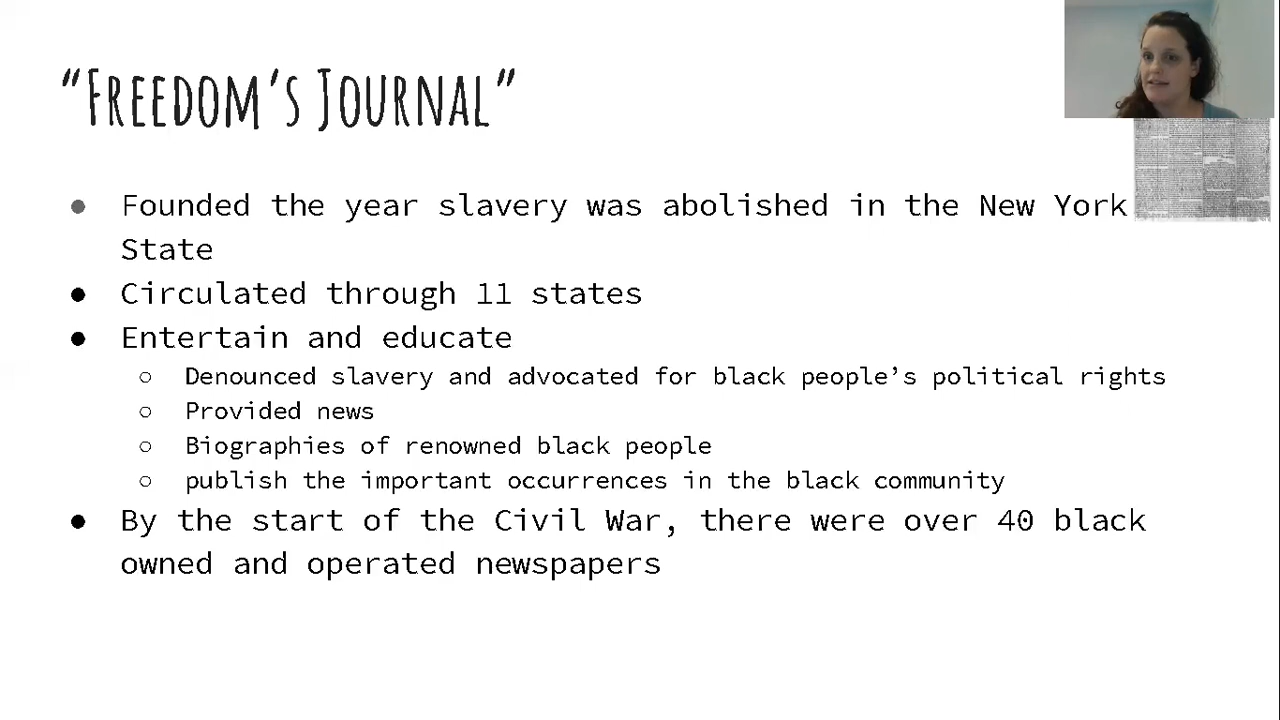 “Freedom’s Journal”
● Founded the year slavery was abolished in the New York
State
● Circulated through 11 states
● Entertain and educate
○ Denounced slavery and advocated for black people’s political rights
○ Provided news
○ Biographies of renowned black people
○ publish the important occurrences in the black community
● By the start of the Civil War, there were over 40 black
owned and operated newspapers